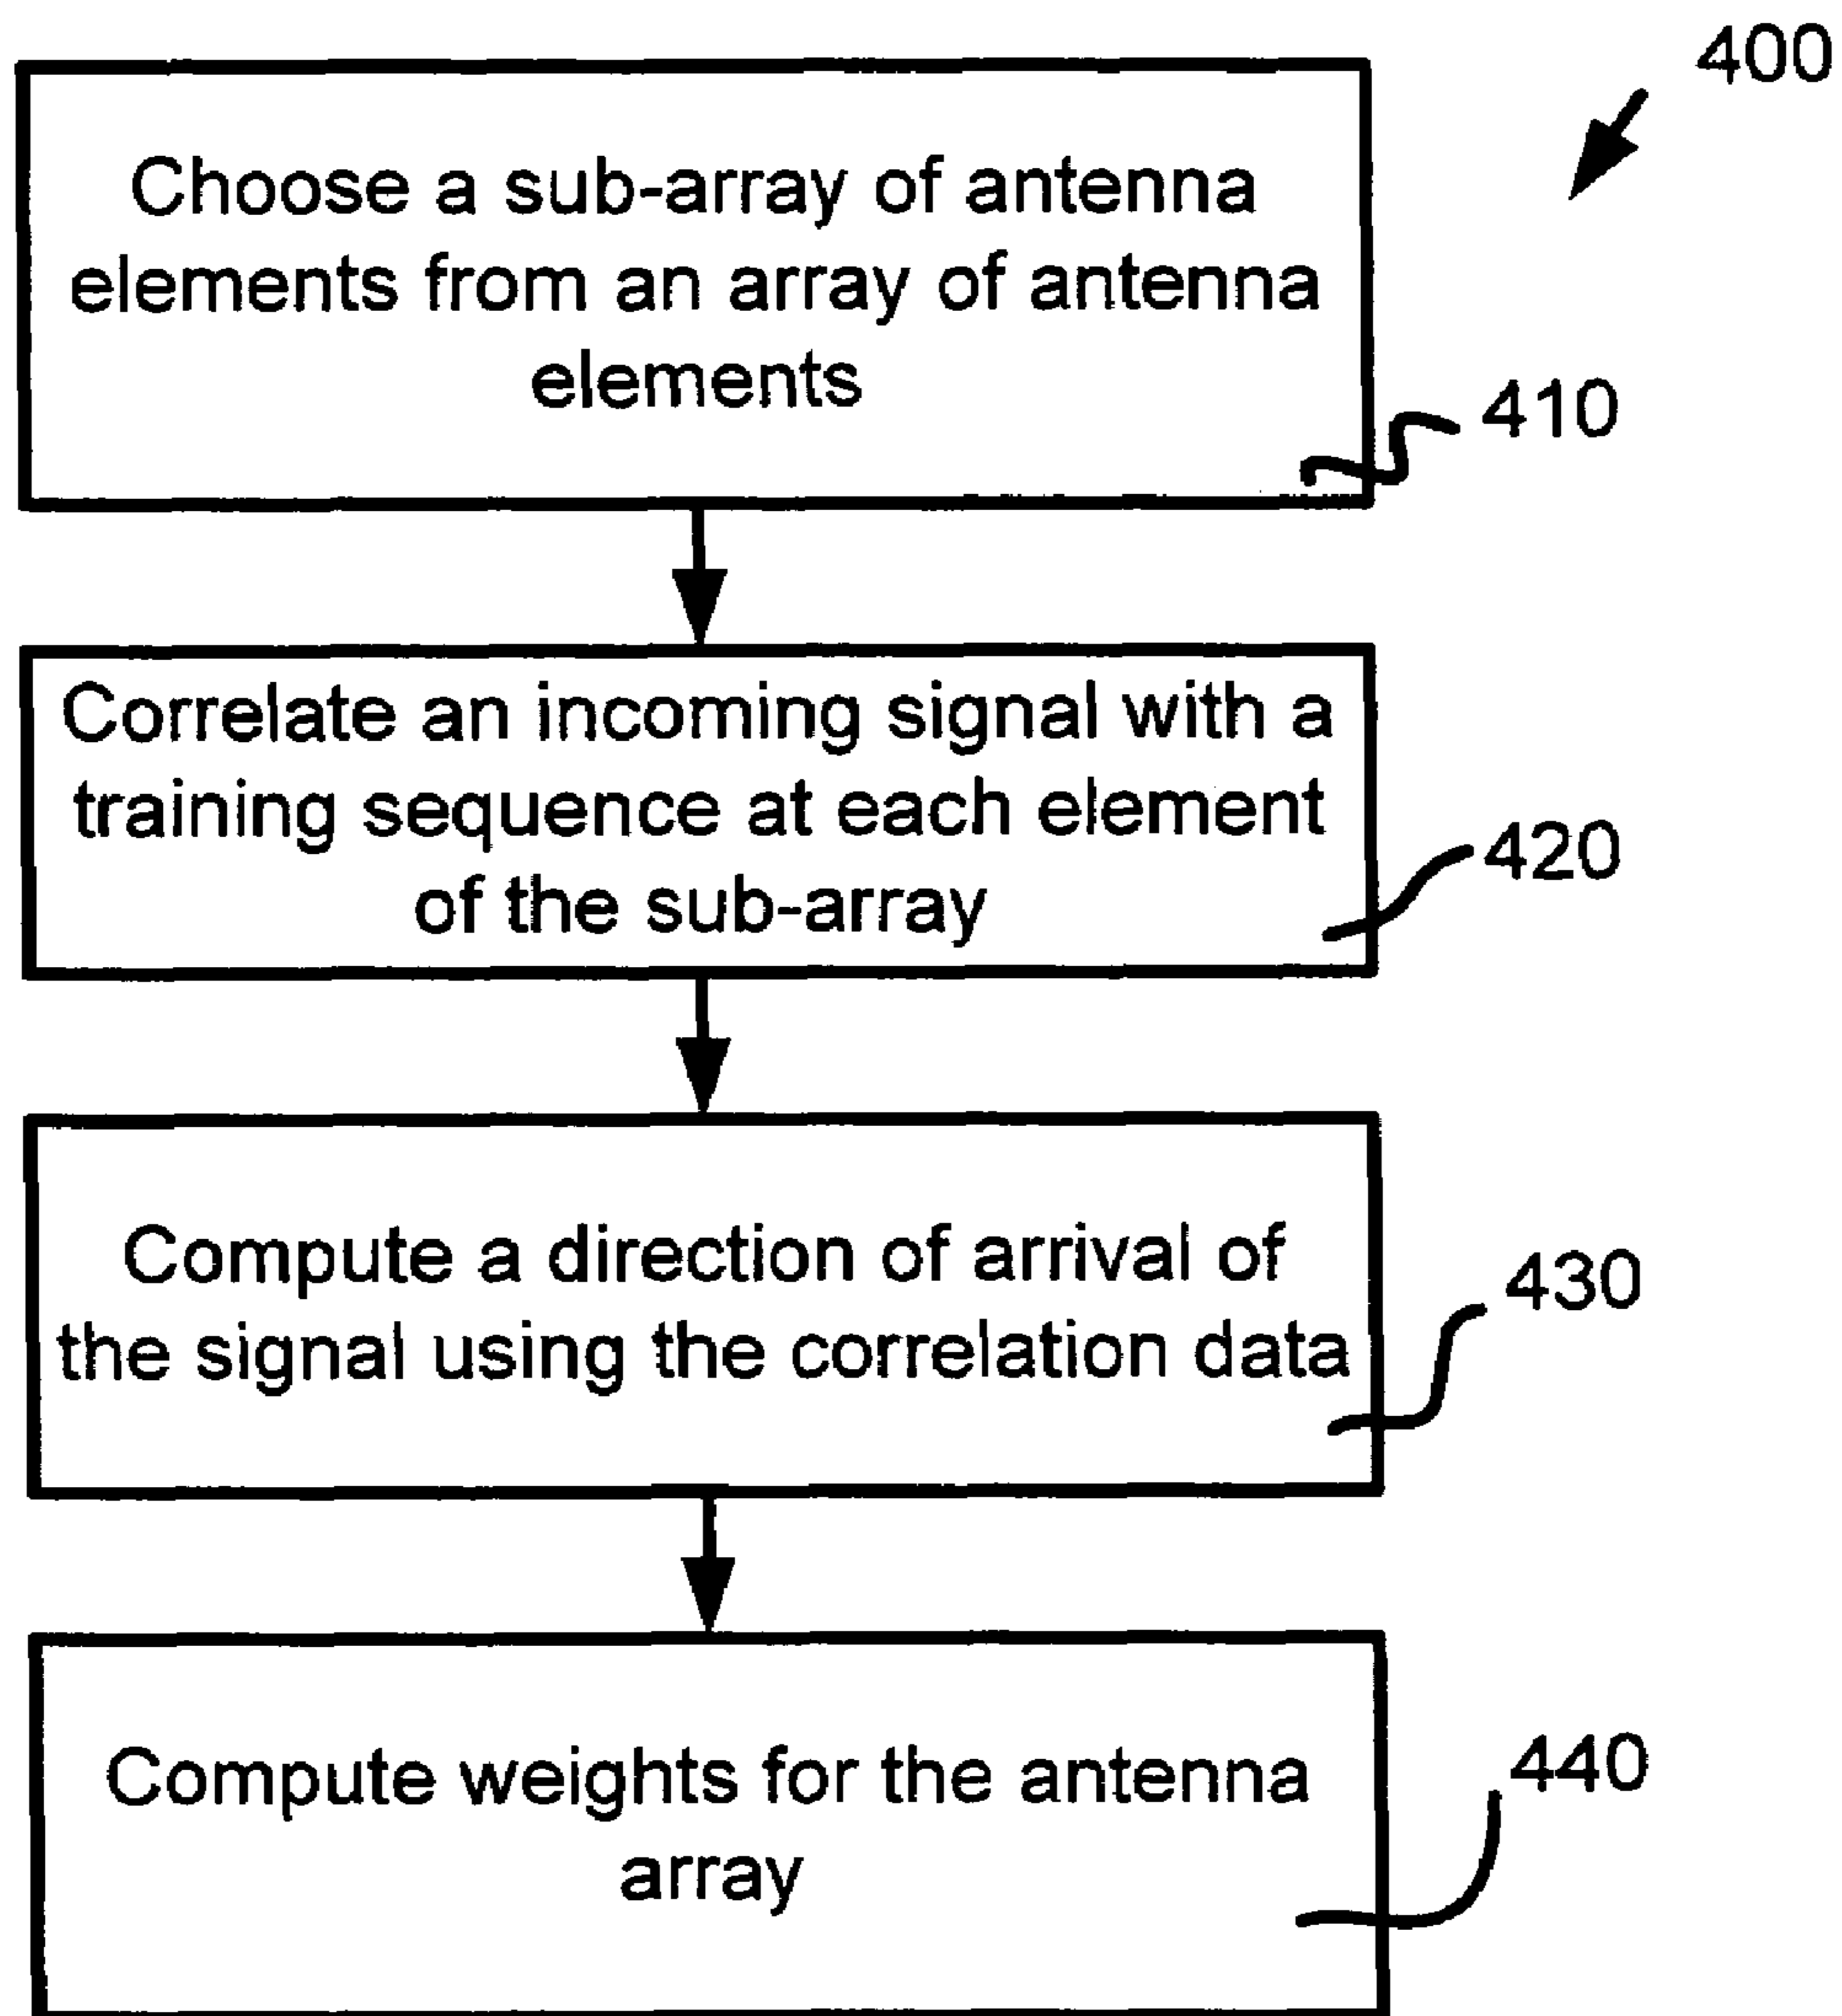 400
Choose a sub-array of antenna
elements from an array of antenna
elements
410
Correlate an incoming signal with a
training sequence at each element
of the sub-array
420
Compute a direction of arrival of
the signal using the correlation data
430
Compute weights for the antenna
array
440